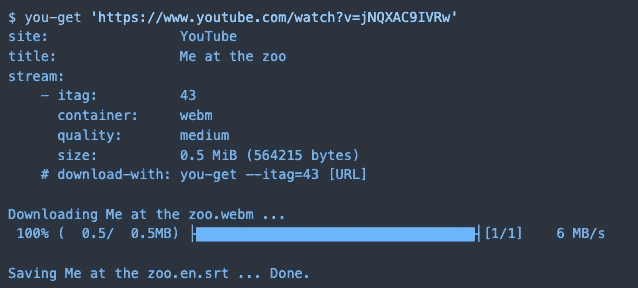 $ you-get 'https://www.youtube.com/watch?v=jNQXAC9IVRw'
site:                YouTube
title:               Me at the zoo
stream:
    - itag:          43
      container:     webm
      quality:       medium
      size:          0.5 MiB (564215 bytes)
    # download-with: you-get --itag=43 [URL]

Downloading Me at the zoo.webm ...
 100% (  0.5/  0.5MB) ├████████████████████████████████████┤[1/1]    6 MB/s

Saving Me at the zoo.en.srt ... Done.